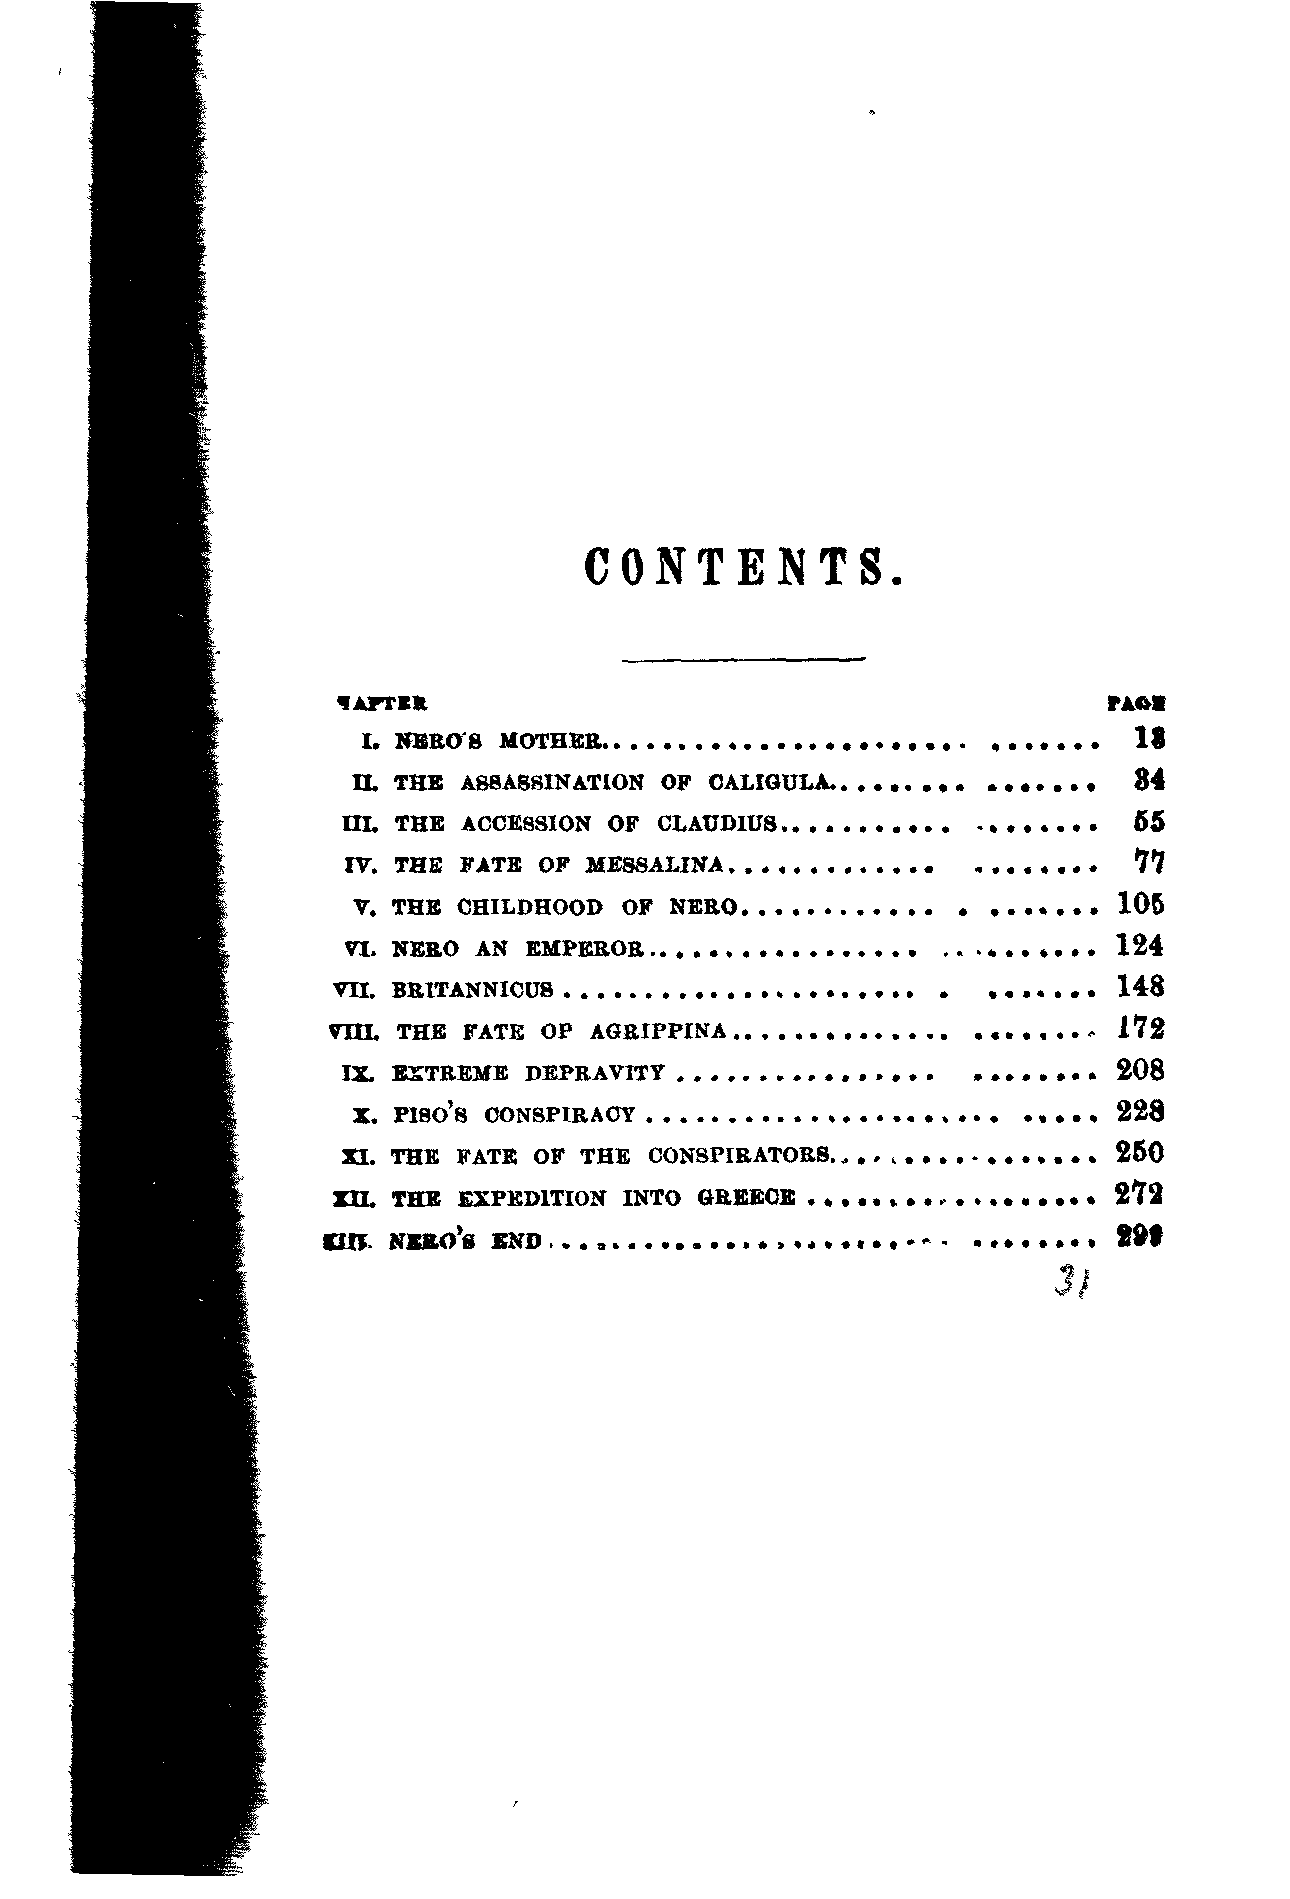 CONTENTS.
HAPTER PAGE
I. NERO'S MOTHER............................. 13
II. THE ASSASSINATION OF CALIGULA................ 34
III. THE ACCESSION OF CLAUDIUS................... 55
IV. THE FATE OF MESSALINA..................... 77
V. THE CHILDHOOD OF NERO.................... 105
VI. NERO AN EMPEROR.......................... 124
VII. BRITANNICUS.............................. 148
VIII. THE FATE OF AGRIPPINA..................... 172
IX. EXTREME DEPRAVITY........................ 208
X. PISO'S CONSPIRACY.......................... 228
XI. THE FATE OF THE CONSPIRATORS................. 250
XII. THE EXPEDITION INTO GREECE.................. 272
XIII. NERO'S END................................
31